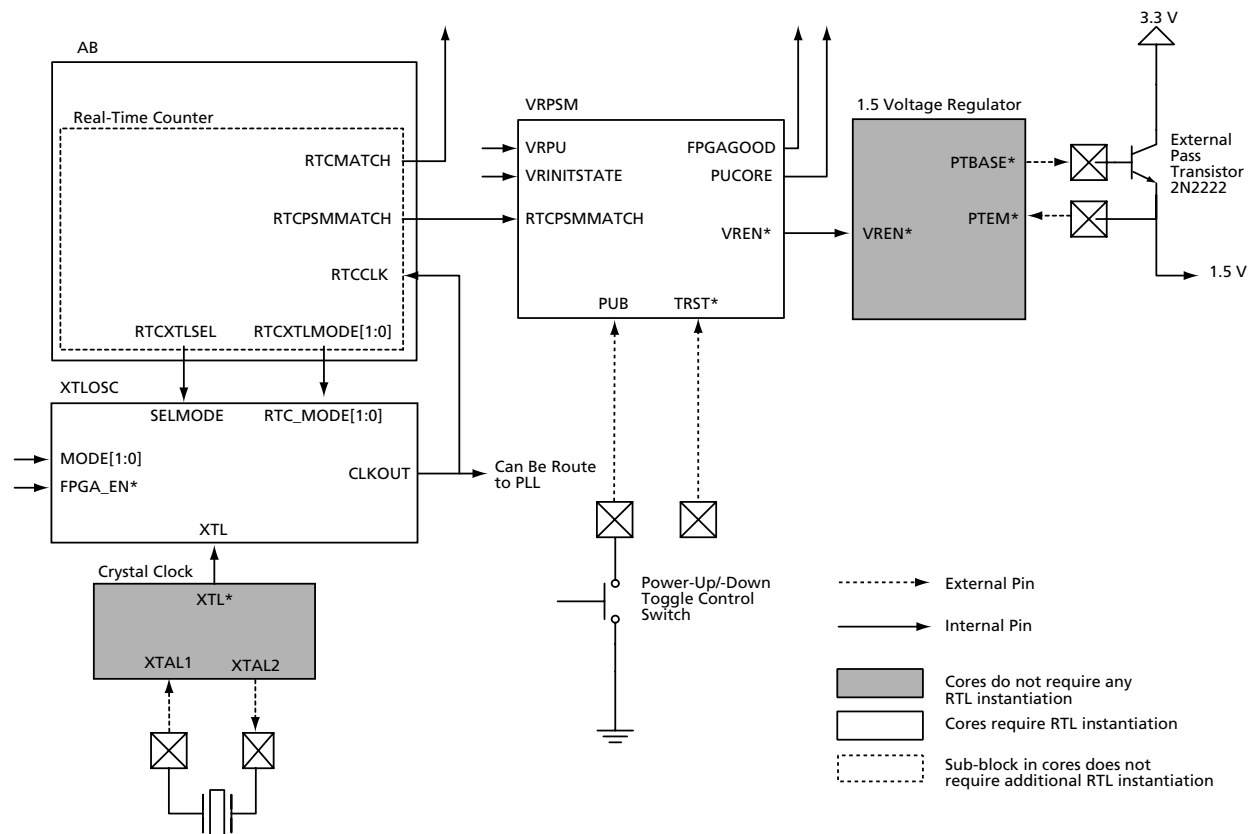 AB
Real-Time Counter
RTCMATCH
RTCPSMMATCH
RTCCLK
RTCXTLSEL
RTCXTLMODE[1:0]
XTLOSC
SELMODE
RTC_MODE[1:0]
MODE[1:0]
FPGA_EN*
CLKOUT
XTL
Can Be Route
to PLL
Crystal Clock
XTL*
XTAL1
XTAL2
VRPSM
VRPU
VRINITSTATE
RTCPSMMATCH
FPGAGOOD
PUCORE
VREN*
PUB
TRST*
Power-Up/-Down
Toggle Control
Switch
1.5 Voltage Regulator
PTBASE*
PTEM*
VREN*
3.3 V
External
Pass
Transistor
2N2222
1.5 V
External Pin
Internal Pin
Cores do not require any
RTL instantiation
Cores require RTL instantiation
Sub-block in cores does not
require additional RTL instantiation